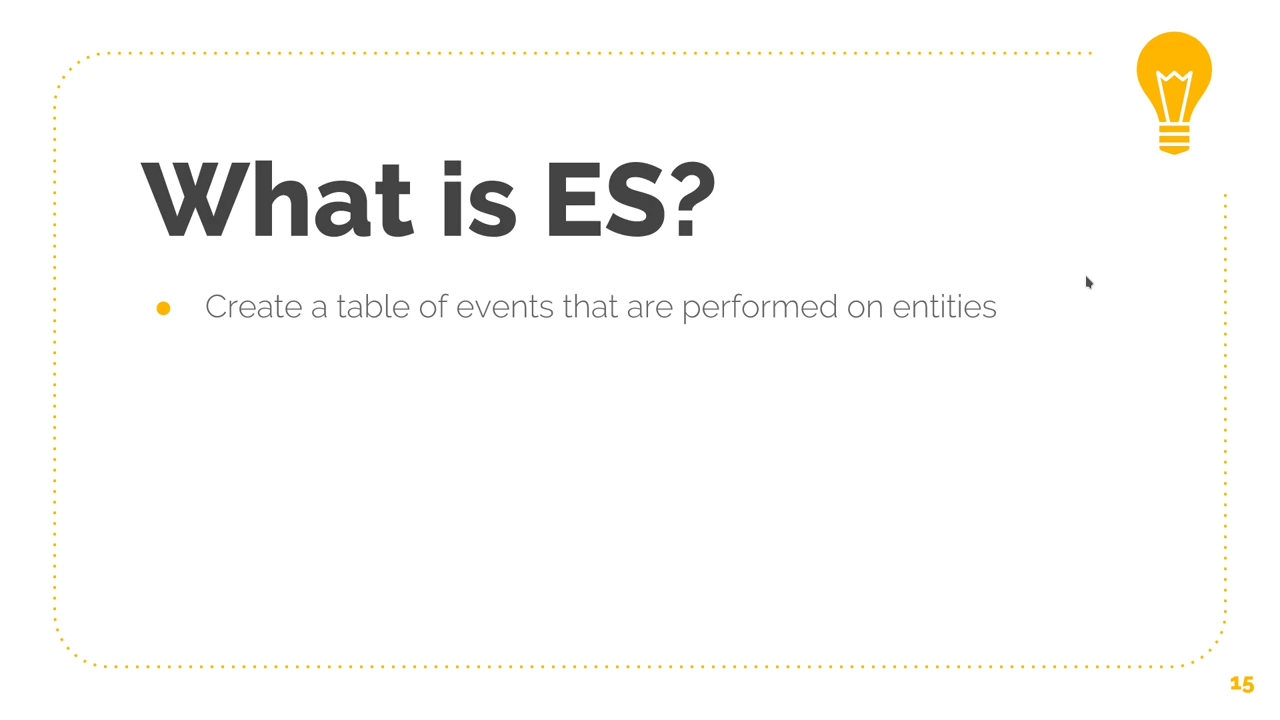 What is ES?
● Create a table of events that are performed on entities
15